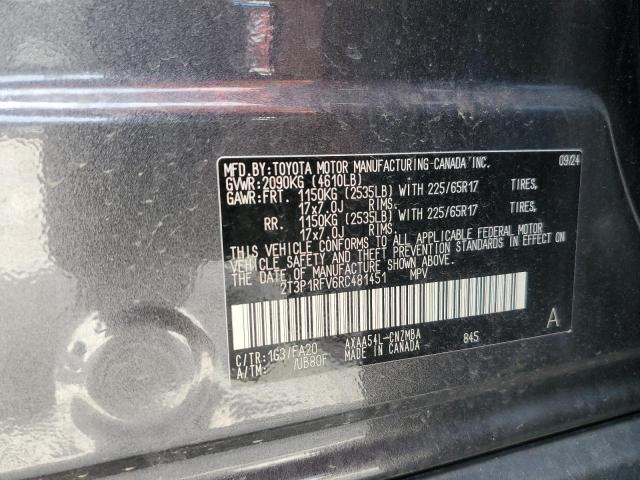 MFD.BY:TOYOTA MOTOR MANUFACTURING-CANADA INC. 09/24
GVWR:2090KG (4610LB)
GAWR:FRT. 1150KG (2535LB) WITH 225/65R17 TIRES,
17x7.0J RIMS.
RR. 1150KG (2535LB) WITH 225/65R17 TIRES,
17x7.0J RIMS.
THIS VEHICLE CONFORMS TO ALL APPLICABLE FEDERAL MOTOR
VEHICLE SAFETY AND THEFT PREVENTION STANDARDS IN EFFECT ON
THE DATE OF MANUFACTURE SHOWN ABOVE.
2T3P1RFV6RC481451 MPV
C/TR:1G3/FA20 AXAA54L-CNZMBA 845 A
A/TM: /UB80F MADE IN CANADA